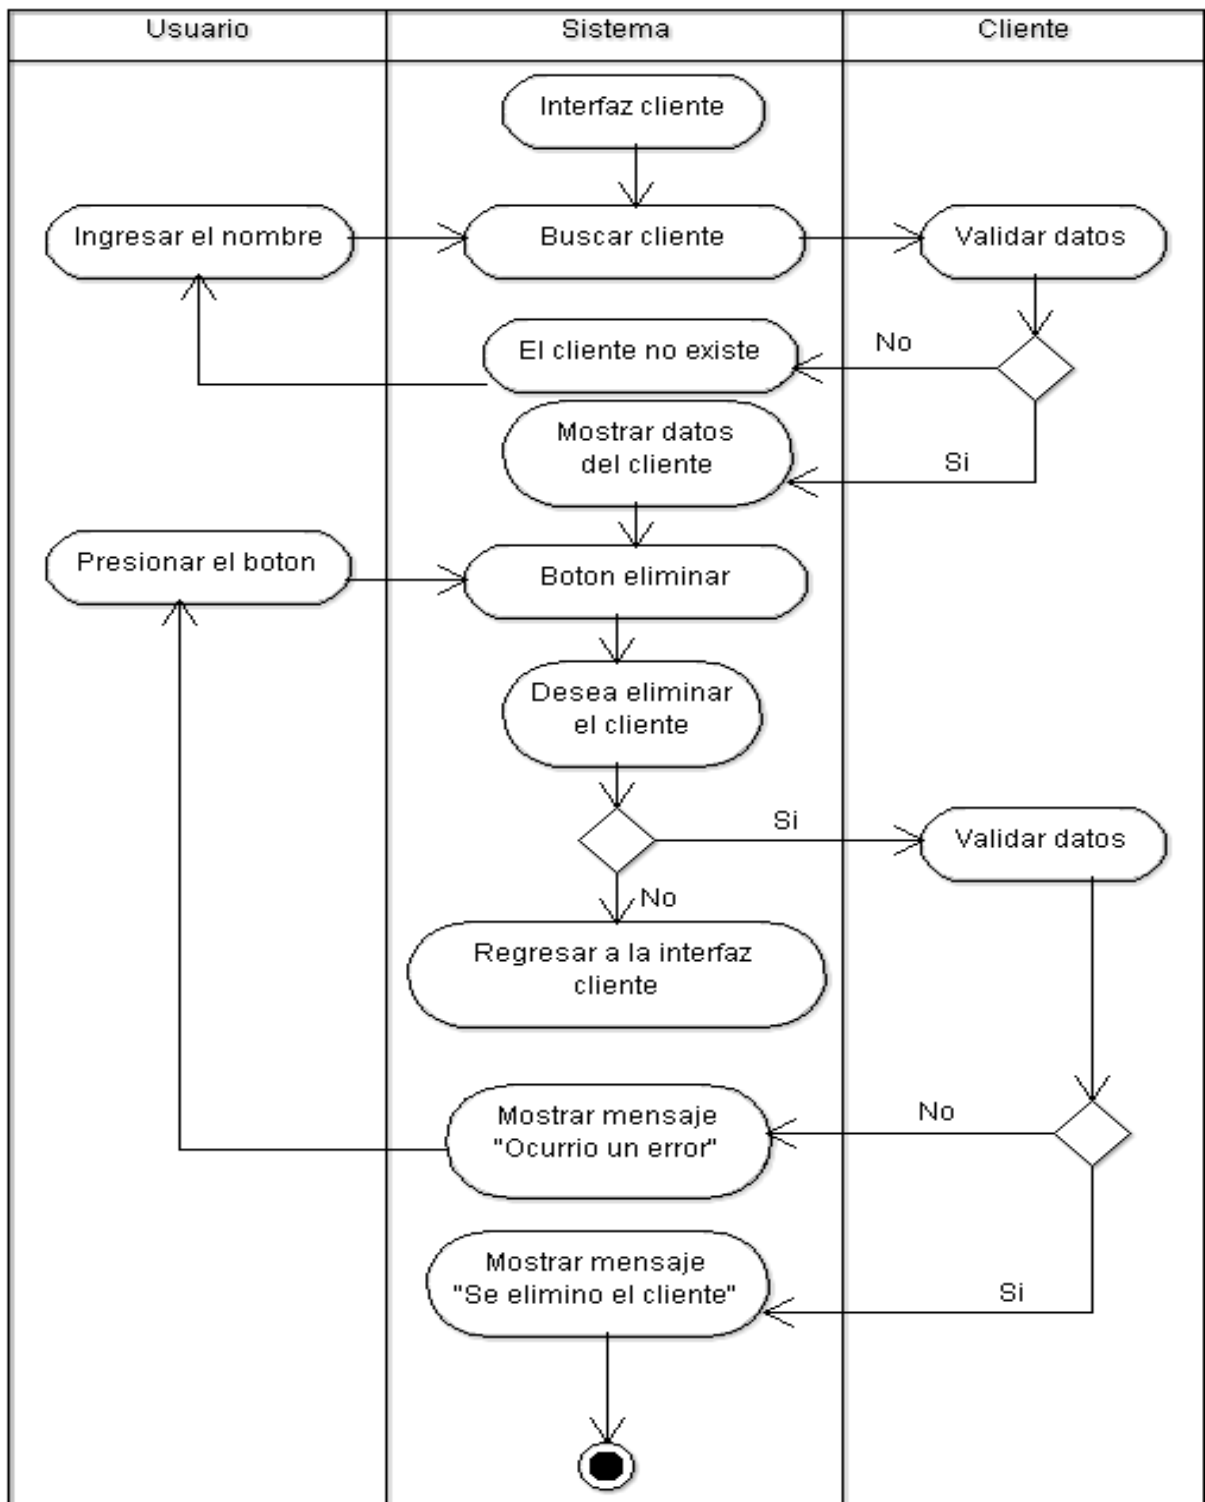 Usuario
Sistema
Cliente
Interfaz cliente
Ingresar el nombre
Buscar cliente
Validar datos
El cliente no existe
No
Mostrar datos
del cliente
Si
Presionar el boton
Boton eliminar
Desea eliminar
el cliente
Si
Validar datos
No
Regresar a la interfaz
cliente
Mostrar mensaje
"Ocurrio un error"
No
Mostrar mensaje
"Se elimino el cliente"
Si